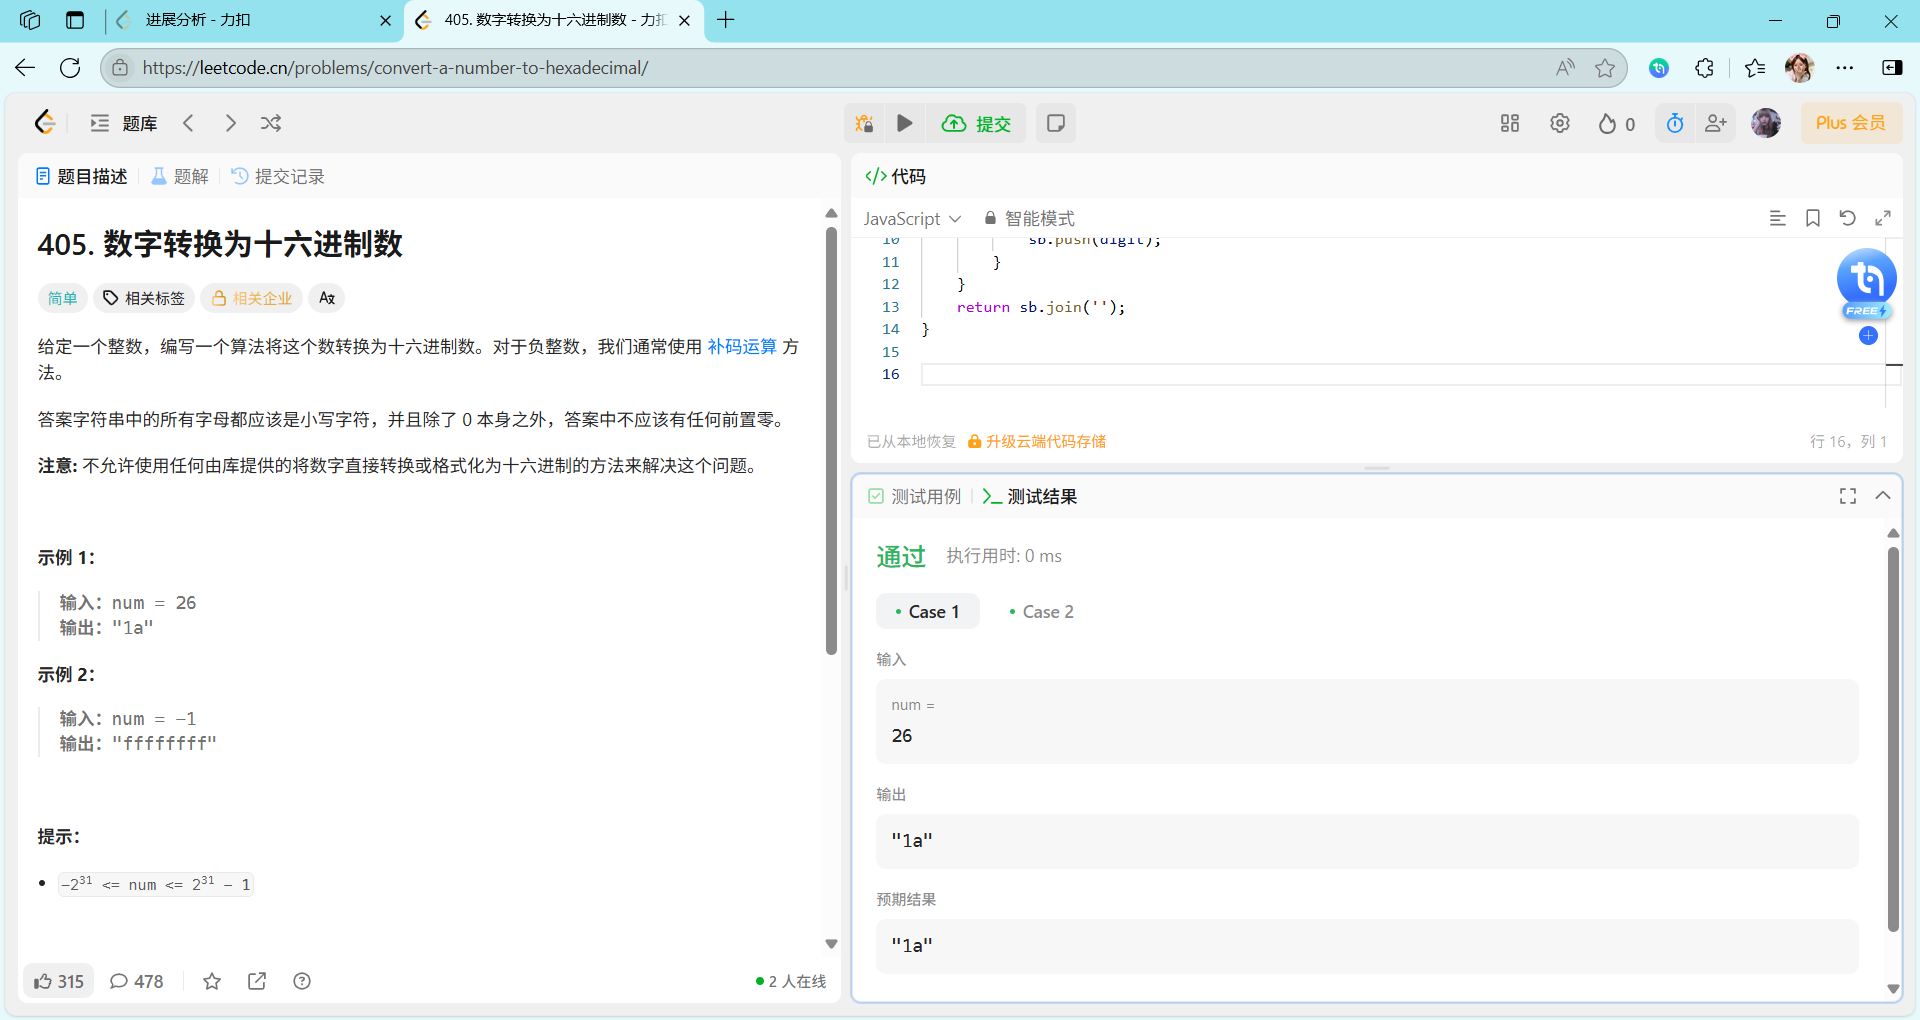 进展分析 - 力扣
405. 数字转换为十六进制数 - 力扣
https://leetcode.cn/problems/convert-a-number-to-hexadecimal/
题库
提交
0
Plus 会员
题目描述
题解
提交记录
405. 数字转换为十六进制数
简单
相关标签
相关企业
给定一个整数，编写一个算法将这个数转换为十六进制数。对于负整数，我们通常使用 补码运算 方
法。
答案字符串中的所有字母都应该是小写字符，并且除了 0 本身之外，答案中不应该有任何前置零。
注意: 不允许使用任何由库提供的将数字直接转换或格式化为十六进制的方法来解决这个问题。
示例 1：
输入：num = 26
输出："1a"
示例 2：
输入：num = -1
输出："ffffffff"
提示：
-2³¹ <= num <= 2³¹ - 1
315
478
2 人在线
代码
JavaScript
智能模式
10 sb.push(digit);
11 }
12 }
13 return sb.join('');
14 }
15
16
FREE
已从本地恢复
升级云端代码存储
行 16，列 1
测试用例
测试结果
通过
执行用时: 0 ms
Case 1
Case 2
输入
num =
26
输出
"1a"
预期结果
"1a"